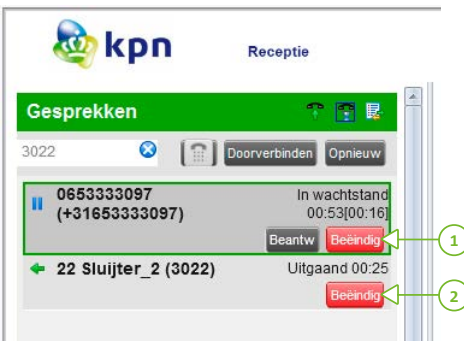 kpn
Receptie
Gesprekken
3022 Doorverbinden Opnieuw
0653333097 In wachtstand
(+31653333097) 00:53[00:16]
Beantw Beëindig 1
22 Sluijter_2 (3022) Uitgaand 00:25
Beëindig 2